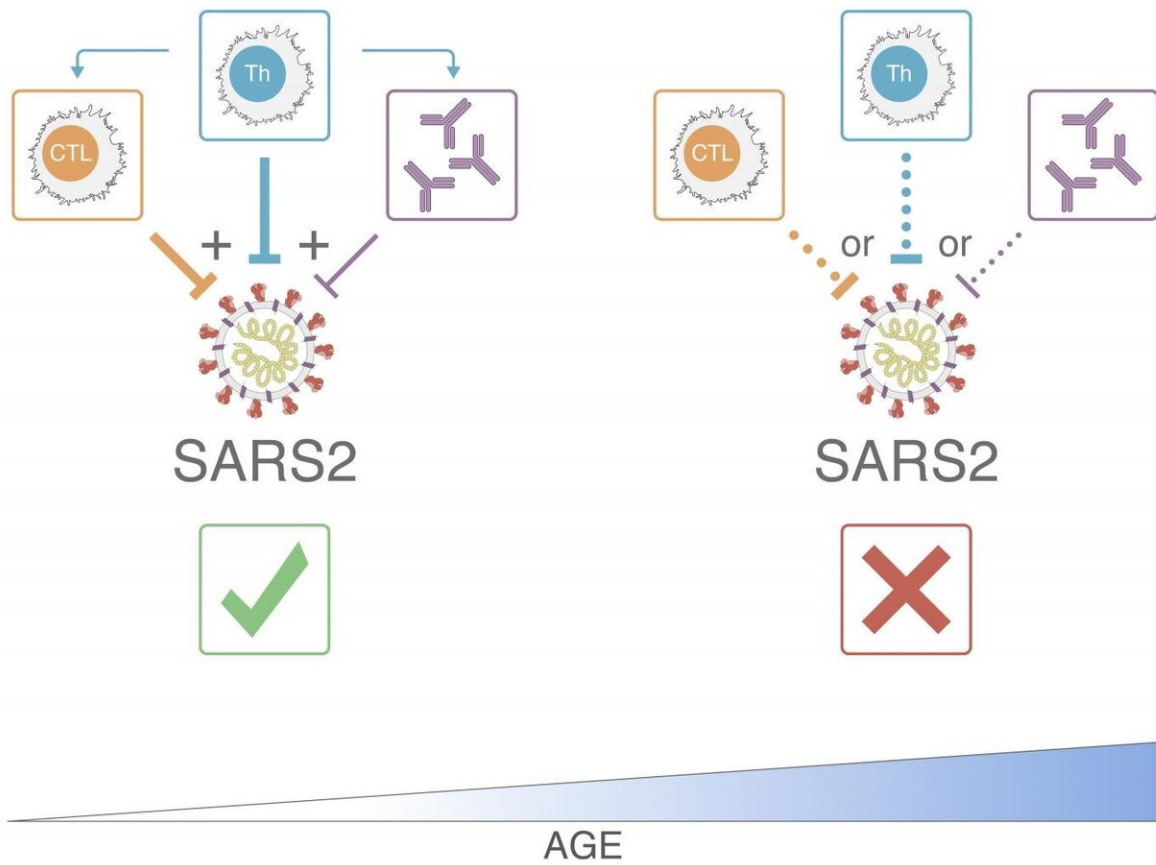 Th
Th
CTL
CTL
+ +
or or
SARS2
SARS2
AGE